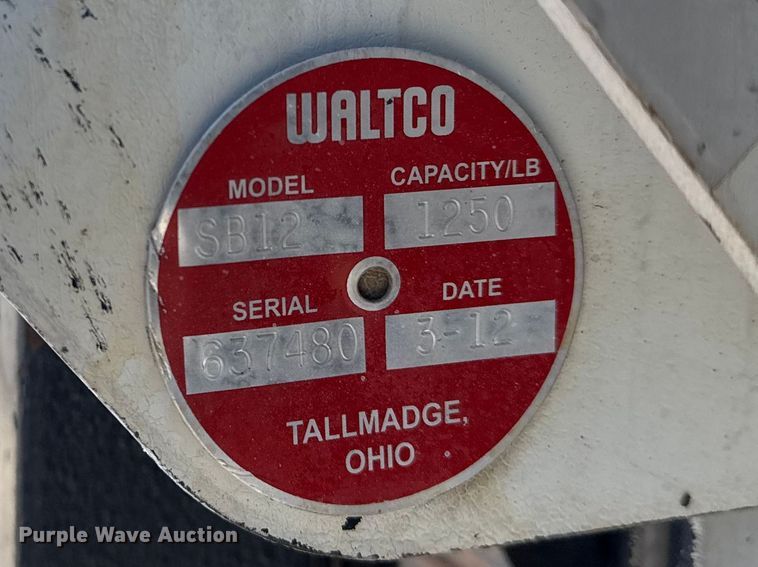 WALTCO
MODEL CAPACITY/LB
SB12 1250
SERIAL DATE
637480 3-12
TALLMADGE,
OHIO
Purple Wave Auction